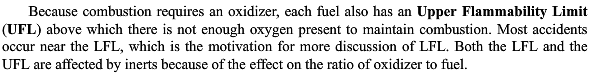 Because combustion requires an oxidizer, each fuel also has an Upper Flammability Limit
(UFL) above which there is not enough oxygen present to maintain combustion. Most accidents
occur near the LFL, which is the motivation for more discussion of LFL. Both the LFL and the
UFL are affected by inerts because of the effect on the ratio of oxidizer to fuel.